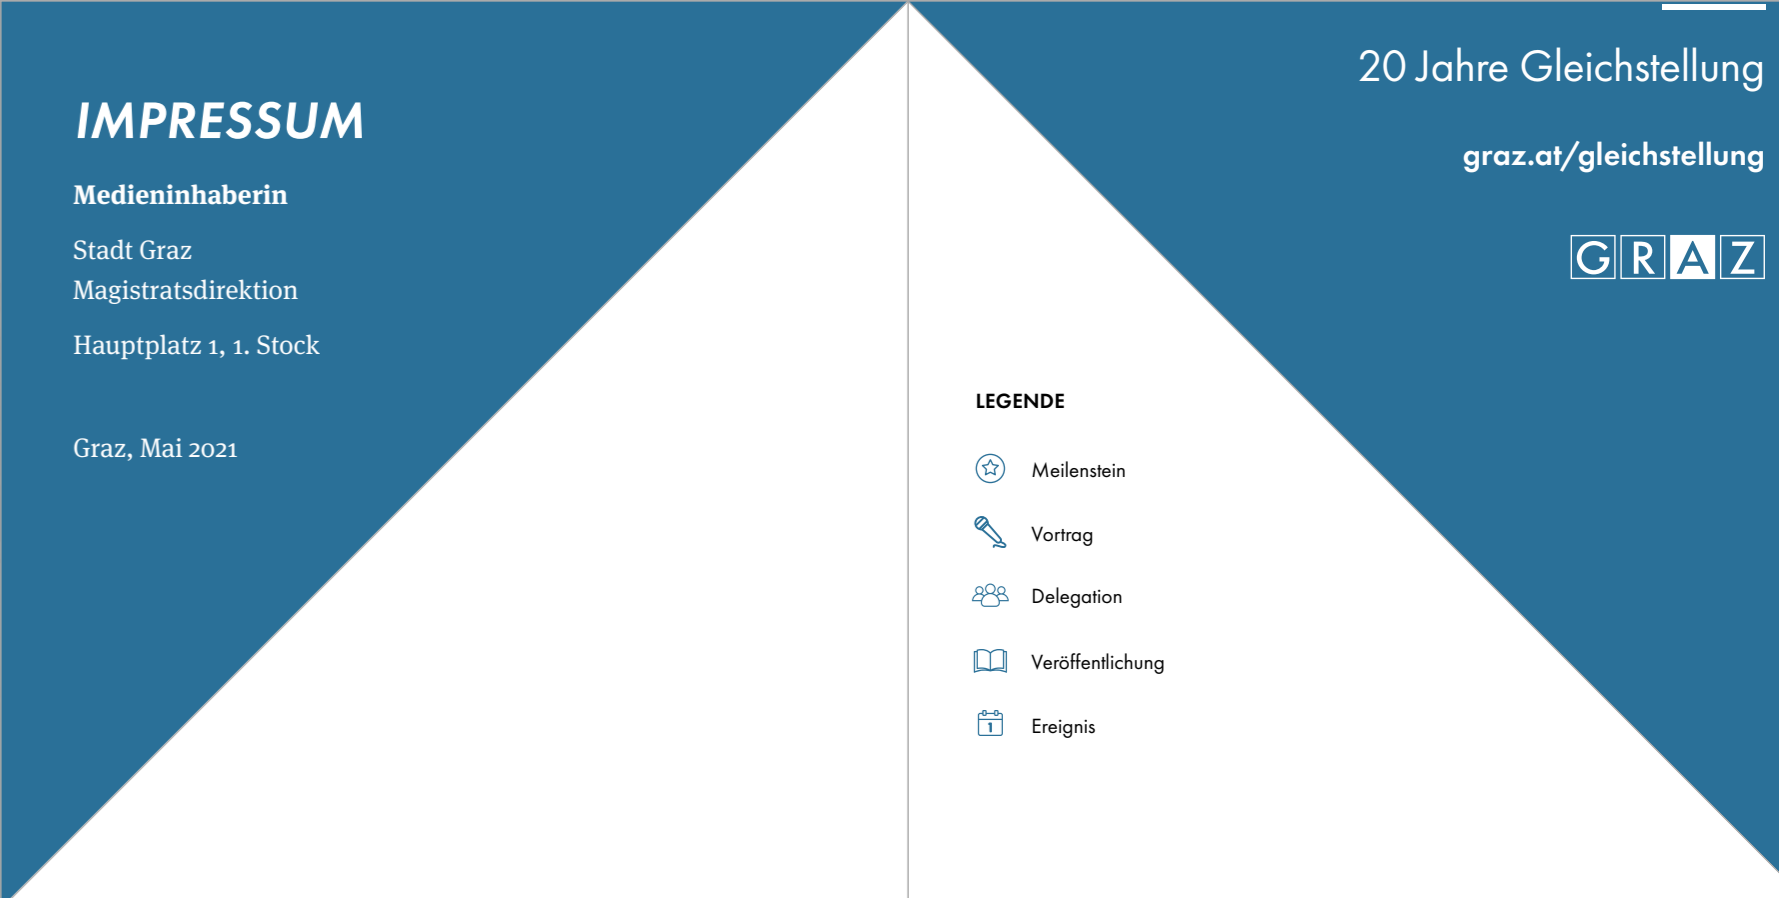 IMPRESSUM
Medieninhaberin
Stadt Graz
Magistratsdirektion
Hauptplatz 1, 1. Stock
Graz, Mai 2021
20 Jahre Gleichstellung
graz.at/gleichstellung
GRAZ
LEGENDE
Meilenstein
Vortrag
Delegation
Veröffentlichung
1 Ereignis